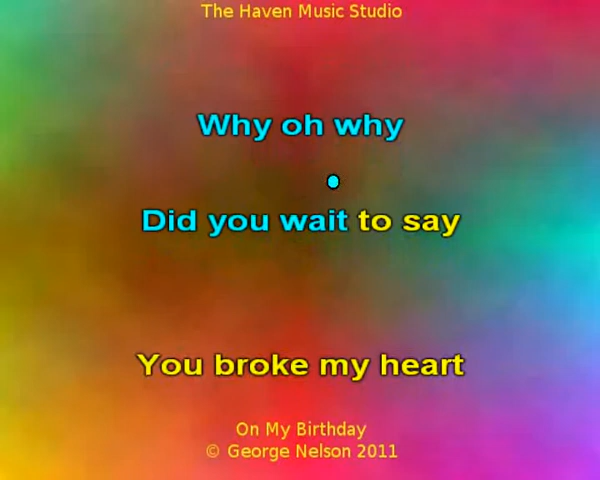 The Haven Music Studio
Why oh why
Did you wait to say
You broke my heart
On My Birthday
© George Nelson 2011